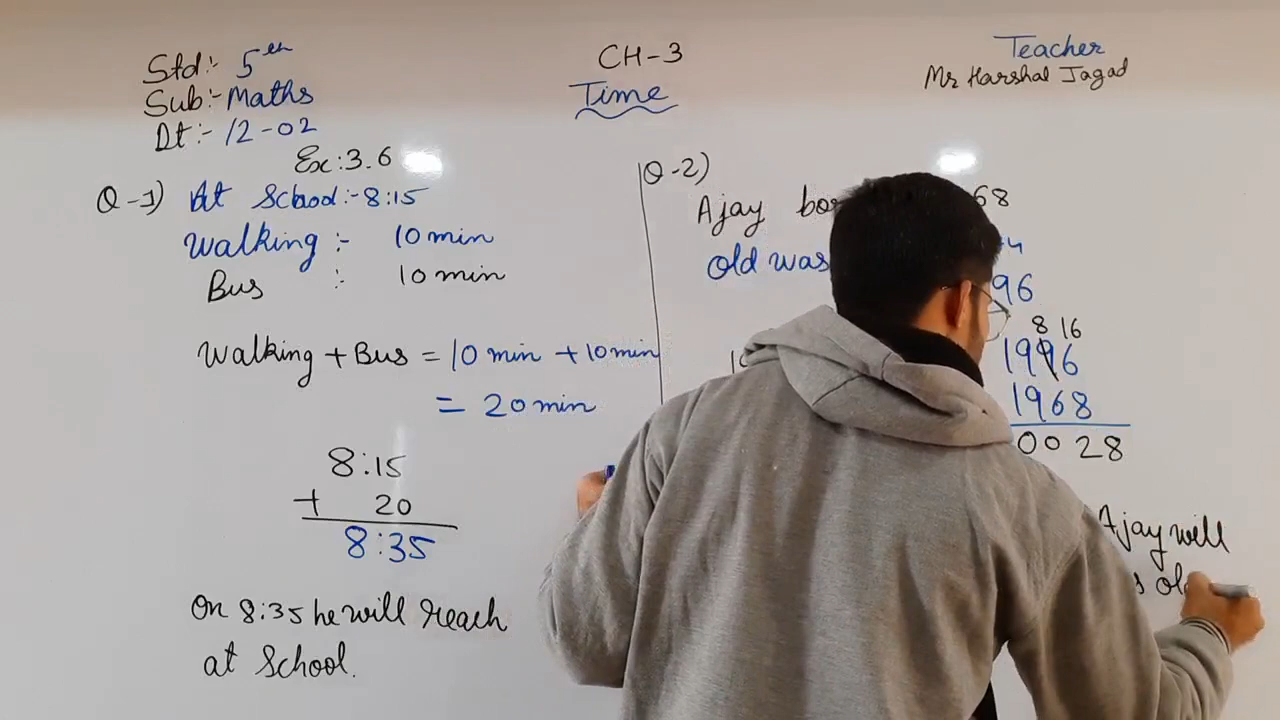 Std:- 5th
Sub:- Maths
Dt:- 12-02
CH-3
Time
Teacher
Mr Harshal Jagad
Ex:3.6
Q-1) At School:-8:15
Walking :- 10 min
Bus : 10 min
Walking + Bus = 10 min + 10 min
= 20 min
8:15
+ 20
8:35
On 8:35 he will reach
at School.
Q-2)
Ajay 68
old was
96
8 16
1996
1968
0028
Ajay will